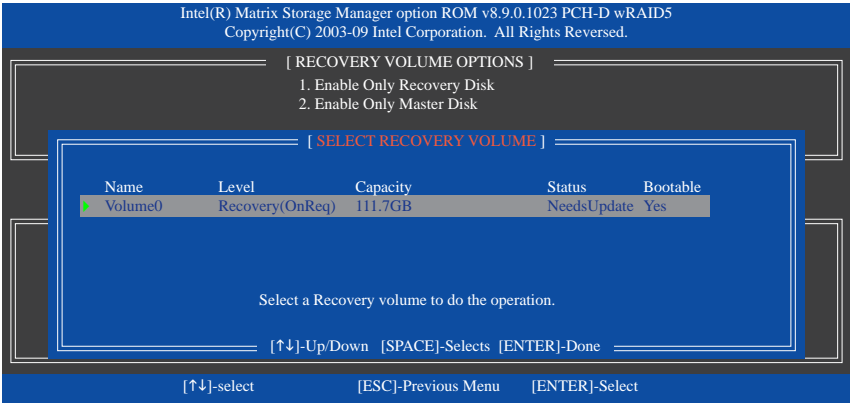 Intel(R) Matrix Storage Manager option ROM v8.9.0.1023 PCH-D wRAID5
Copyright(C) 2003-09 Intel Corporation. All Rights Reversed.
[ RECOVERY VOLUME OPTIONS ]
1. Enable Only Recovery Disk
2. Enable Only Master Disk
[ SELECT RECOVERY VOLUME ]
Name Level Capacity Status Bootable
Volume0 Recovery(OnReq) 111.7GB NeedsUpdate Yes
Select a Recovery volume to do the operation.
[↑↓]-Up/Down [SPACE]-Selects [ENTER]-Done
[↑↓]-select [ESC]-Previous Menu [ENTER]-Select